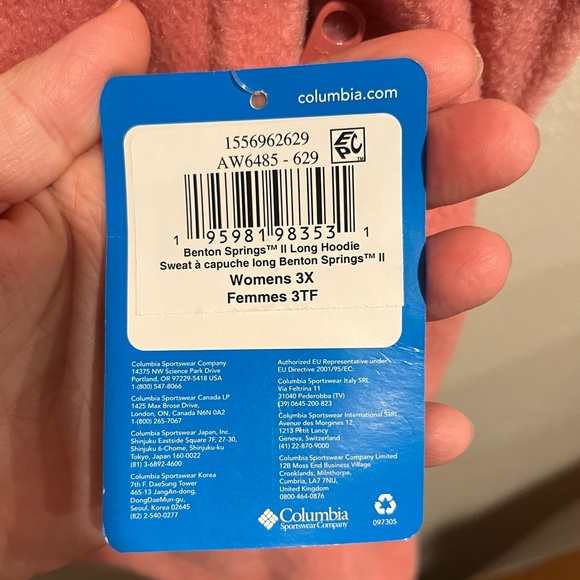 columbia.com
1556962629
AW6485 - 629
EPC™
1 95981 98353 1
Benton Springs™ II Long Hoodie
Sweat à capuche long Benton Springs™ II
Womens 3X
Femmes 3TF
Columbia Sportswear Company
14375 NW Science Park Drive
Portland, OR 97229-5418 USA
1-(800) 547-8066
Columbia Sportswear Canada LP
1425 Max Brose Drive,
London, ON, Canada N6N 0A2
1-(800) 265-7067
Columbia Sportswear Japan, Inc.
Shinjuku Eastside Square 7F, 27-30,
Shinjuku 6-Chome, Shinjuku-ku
Tokyo, Japan 160-0022
(81) 3-6892-4600
Columbia Sportswear Korea
7th F. DaeSung Tower
465-13 JangAn-dong,
DongDaeMun-gu,
Seoul, Korea 02645
(82) 2-540-0277
Authorized EU Representative under
EU Directive 2001/95/EC:
Columbia Sportswear Italy SRL
Via Feltrina 11
31040 Pederobba (TV)
(39) 0645-200-823
Columbia Sportswear International SARL
Avenue des Morgines 12,
1213 Petit Lancy
Geneva, Switzerland
(41) 22-870-9000
Columbia Sportswear Company Limited
12B Moss End Business Village
Crooklands, Milnthorpe,
Cumbria, LA7 7NU,
United Kingdom
0800-464-0876
Columbia
Sportswear Company
097305